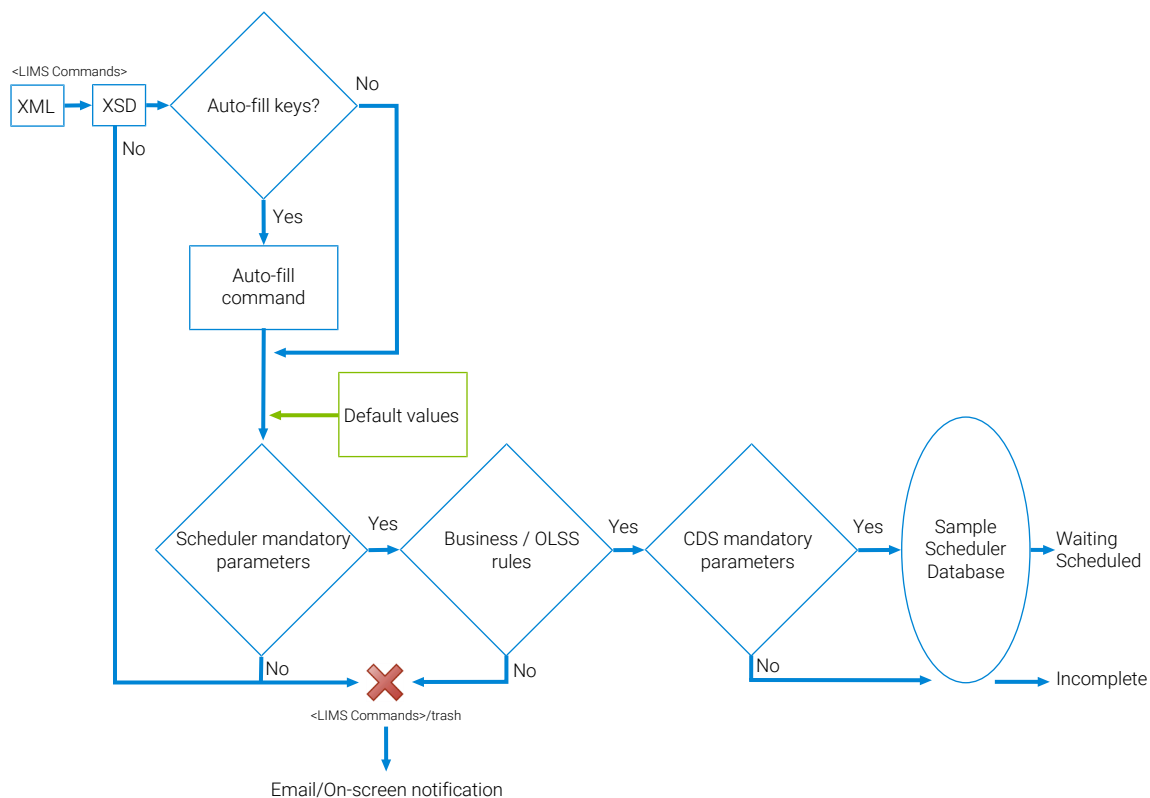 <LIMS Commands>
XML
XSD
Auto-fill keys?
No
No
Yes
Auto-fill
command
Default values
Scheduler mandatory
parameters
Yes
Business / OLSS
rules
Yes
CDS mandatory
parameters
Yes
Sample
Scheduler
Database
Waiting
Scheduled
No
No
No
Incomplete
<LIMS Commands>/trash
Email/On-screen notification